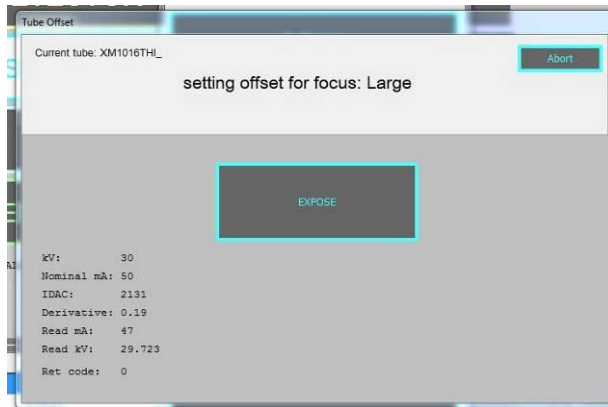 Tube Offset
Current tube: XM1016THI_
Abort
setting offset for focus: Large
EXPOSE
kV: 30
Nominal mA: 50
IDAC: 2131
Derivative: 0.19
Read mA: 47
Read kV: 29.723
Ret code: 0